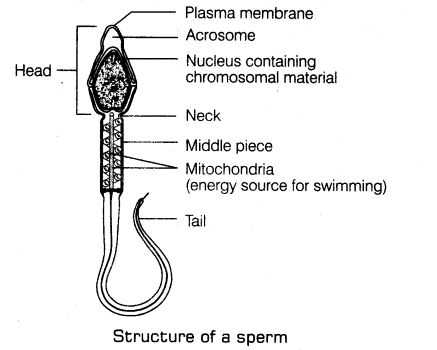 Plasma membrane
Acrosome
Head
Nucleus containing
chromosomal material
Neck
Middle piece
Mitochondria
(energy source for swimming)
Tail
Structure of a sperm